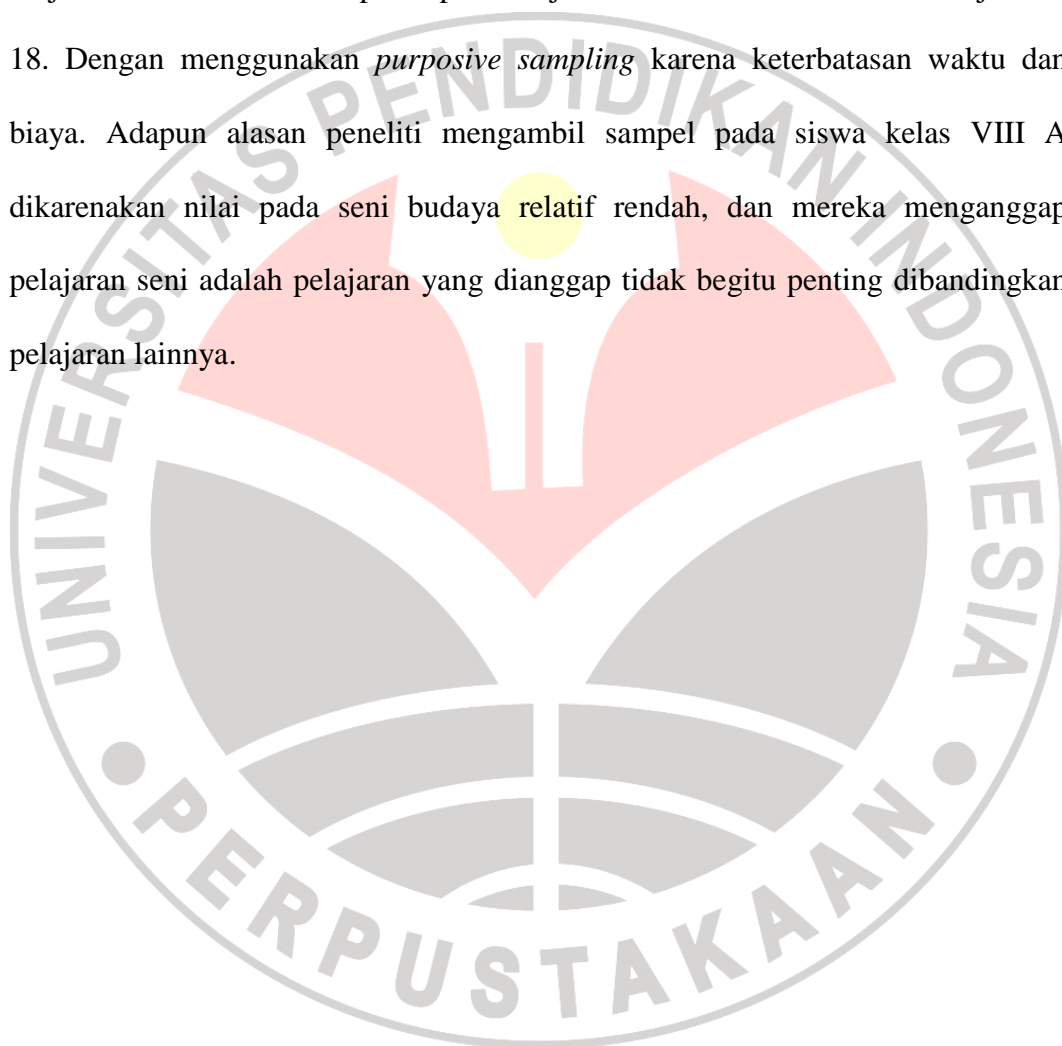 18. Dengan menggunakan purposive sampling karena keterbatasan waktu dan
biaya. Adapun alasan peneliti mengambil sampel pada siswa kelas VIII A
dikarenakan nilai pada seni budaya relatif rendah, dan mereka menganggap
pelajaran seni adalah pelajaran yang dianggap tidak begitu penting dibandingkan
pelajaran lainnya.
UNIVERSITAS PENDIDIKAN INDONESIA
PERPUSTAKAAN